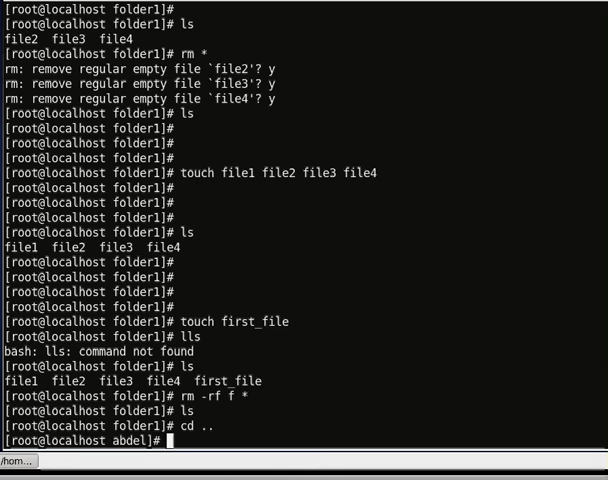 [root@localhost folder1]#
[root@localhost folder1]# ls
file2  file3  file4
[root@localhost folder1]# rm *
rm: remove regular empty file `file2'? y
rm: remove regular empty file `file3'? y
rm: remove regular empty file `file4'? y
[root@localhost folder1]# ls
[root@localhost folder1]#
[root@localhost folder1]#
[root@localhost folder1]#
[root@localhost folder1]# touch file1 file2 file3 file4
[root@localhost folder1]#
[root@localhost folder1]#
[root@localhost folder1]#
[root@localhost folder1]# ls
file1  file2  file3  file4
[root@localhost folder1]#
[root@localhost folder1]#
[root@localhost folder1]#
[root@localhost folder1]#
[root@localhost folder1]# touch first_file
[root@localhost folder1]# lls
bash: lls: command not found
[root@localhost folder1]# ls
file1  file2  file3  file4  first_file
[root@localhost folder1]# rm -rf f *
[root@localhost folder1]# ls
[root@localhost folder1]# cd ..
[root@localhost abdel]#
/hom...